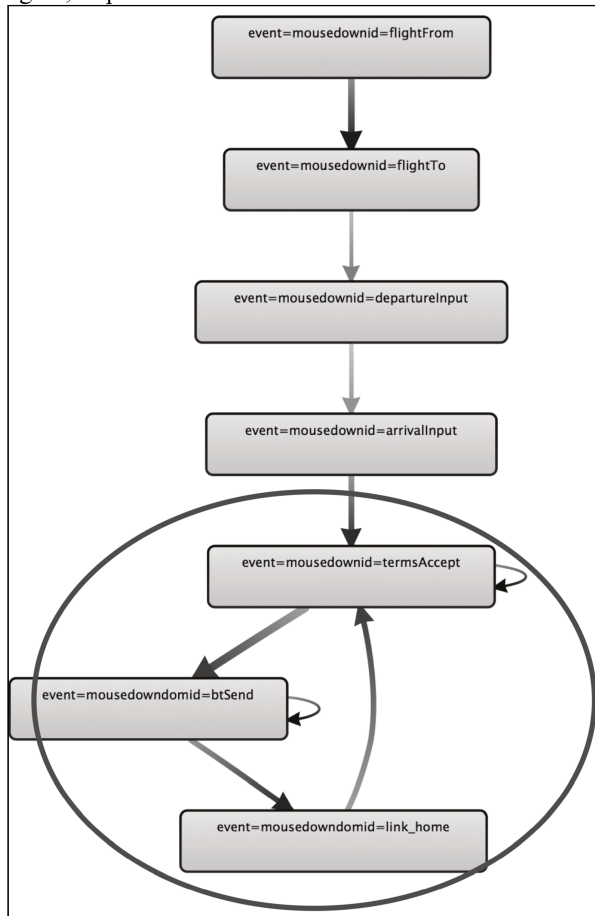 event=mousedownid=flightFrom
event=mousedownid=flightTo
event=mousedownid=departureInput
event=mousedownid=arrivalInput
event=mousedownid=termsAccept
event=mousedowndomid=btSend
event=mousedowndomid=link_home